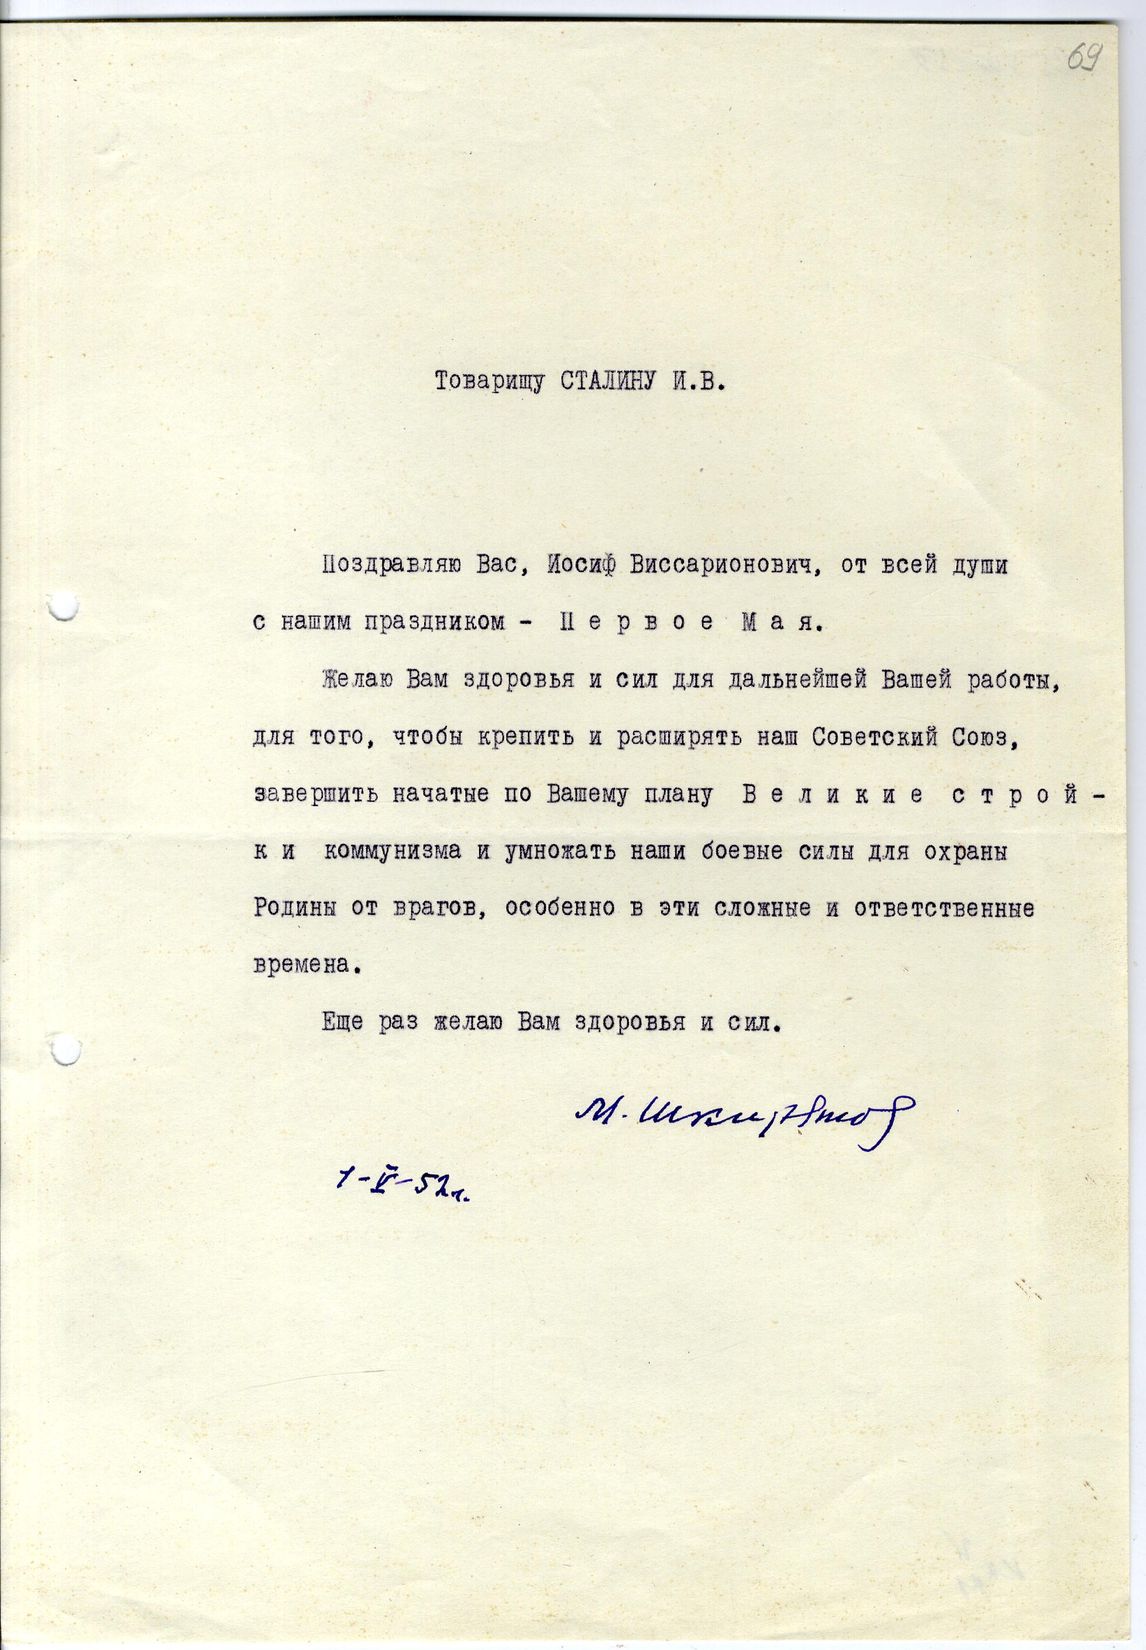 69
Товарищу СТАЛИНУ И.В.
Поздравляю Вас, Иосиф Виссарионович, от всей души
с нашим праздником – П е р в о е М а я.
Желаю Вам здоровья и сил для дальнейшей Вашей работы,
для того, чтобы крепить и расширять наш Советский Союз,
завершить начатые по Вашему плану В е л и к и е с т р о й -
к и коммунизма и умножать наши боевые силы для охраны
Родины от врагов, особенно в эти сложные и ответственные
времена.
Еще раз желаю Вам здоровья и сил.
М. Шкирятов
1-V-52г.